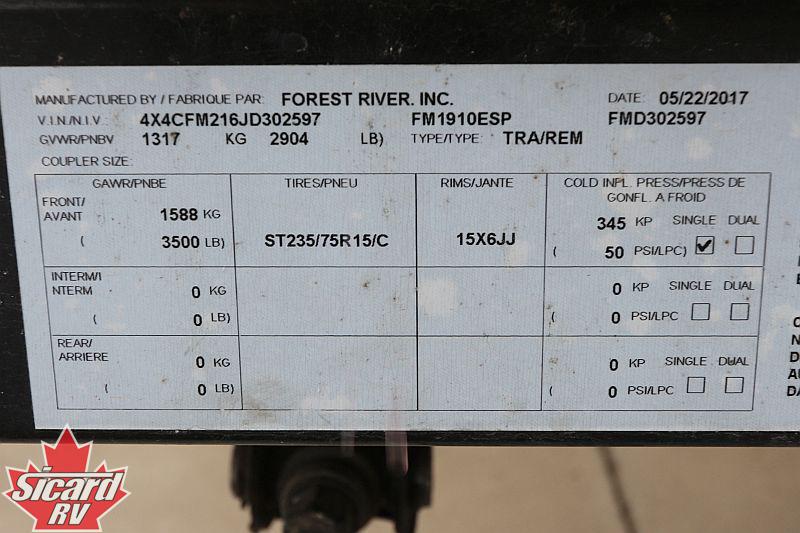 MANUFACTURED BY / FABRIQUE PAR: FOREST RIVER. INC. DATE: 05/22/2017
V.I.N./N.I.V.: 4X4CFM216JD302597 FM1910ESP FMD302597
GVWR/PNBV 1317 KG 2904 LB) TYPE/TYPE: TRA/REM
COUPLER SIZE:
GAWR/PNBE TIRES/PNEU RIMS/JANTE COLD INFL. PRESS/PRESS DE
GONFL. A FROID
FRONT/
AVANT 1588 KG 345 KP SINGLE DUAL
( 3500 LB) ST235/75R15/C 15X6JJ ( 50 PSI/LPC)
INTERM/I
NTERM 0 KG 0 KP SINGLE DUAL
( 0 LB) ( 0 PSI/LPC
REAR/
ARRIERE 0 KG 0 KP SINGLE DUAL
( 0 LB) ( 0 PSI/LPC
Sicard
RV